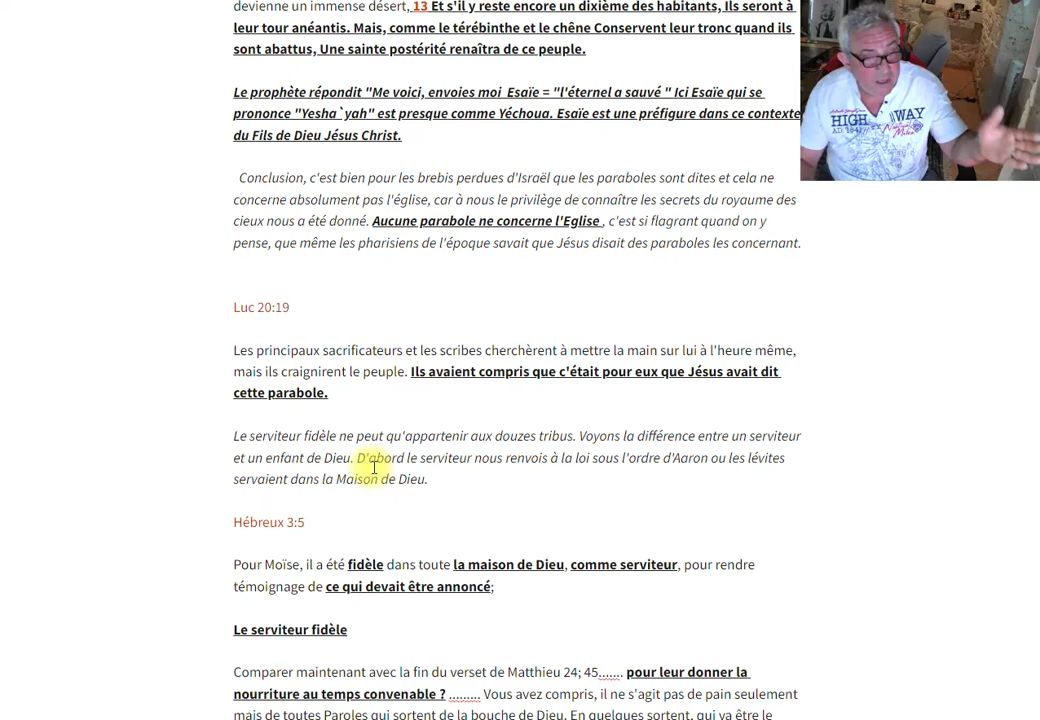 devienne un immense désert, 13 Et s'il y reste encore un dixième des habitants, Ils seront à
leur tour anéantis. Mais, comme le térébinthe et le chêne Conservent leur tronc quand ils
sont abattus, Une sainte postérité renaîtra de ce peuple.
Le prophète répondit "Me voici, envoies moi Esaïe = "l'éternel a sauvé " Ici Esaïe qui se
prononce "Yesha`yah" est presque comme Yéchoua. Esaïe est une préfigure dans ce contexte
du Fils de Dieu Jésus Christ.
Conclusion, c'est bien pour les brebis perdues d'Israël que les paraboles sont dites et cela ne
concerne absolument pas l'église, car à nous le privilège de connaître les secrets du royaume des
cieux nous a été donné. Aucune parabole ne concerne l'Eglise , c'est si flagrant quand on y
pense, que même les pharisiens de l'époque savait que Jésus disait des paraboles les concernant.
Luc 20:19
Les principaux sacrificateurs et les scribes cherchèrent à mettre la main sur lui à l'heure même,
mais ils craignirent le peuple. Ils avaient compris que c'était pour eux que Jésus avait dit
cette parabole.
Le serviteur fidèle ne peut qu'appartenir aux douzes tribus. Voyons la différence entre un serviteur
et un enfant de Dieu. D'abord le serviteur nous renvois à la loi sous l'ordre d'Aaron ou les lévites
servaient dans la Maison de Dieu.
Hébreux 3:5
Pour Moïse, il a été fidèle dans toute la maison de Dieu, comme serviteur, pour rendre
témoignage de ce qui devait être annoncé;
Le serviteur fidèle
Comparer maintenant avec la fin du verset de Matthieu 24; 45....... pour leur donner la
nourriture au temps convenable ? ......... Vous avez compris, il ne s'agit pas de pain seulement
mais de toutes Paroles qui sortent de la bouche de Dieu. En quelques sortent, qui va être le
HIGH WAY